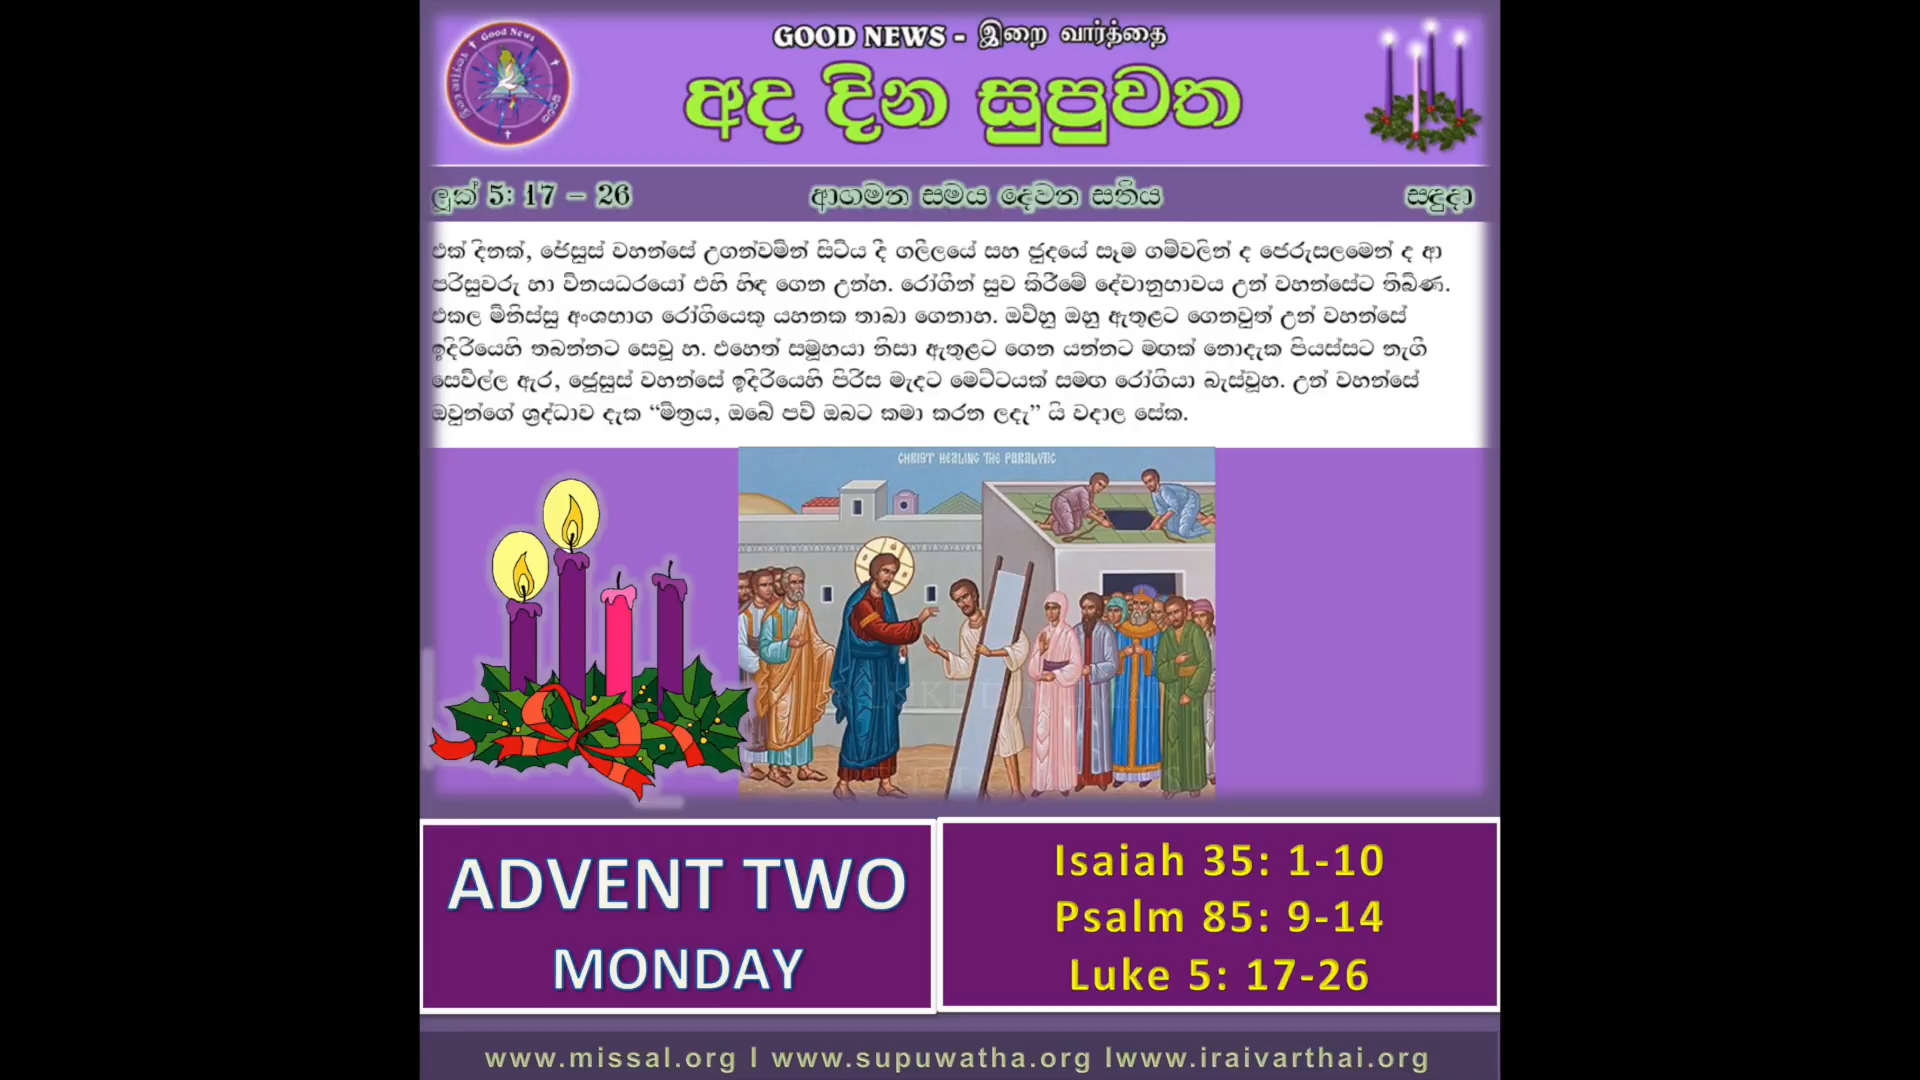 Good News
GOOD NEWS - இறை வார்த்தை
අද දින සුපුවත
ලූක් 5: 17 – 26
ආගමන සමය දෙවන සතිය
සඳුදා
එක් දිනක්, ජේසුස් වහන්සේ උගන්වමින් සිටිය දී ගලීලයේ සහ ජුදයේ සෑම ගම්වලින් ද ජෙරුසලමෙන් ද ආ
පරිසුවරු හා විනයධරයෝ එහි හිඳ ගෙන උන්හ. රෝගීන් සුව කිරීමේ දේවානුභාවය උන් වහන්සේට තිබිණ.
එකල මිනිස්සු අංශභාග රෝගියෙකු යහනක තාබා ගෙනාහ. ඔව්හු ඔහු ඇතුළට ගෙනවුත් උන් වහන්සේ
ඉදිරියෙහි තබන්නට සෙවූ හ. එහෙත් සමූහයා නිසා ඇතුළට ගෙන යන්නට මඟක් නොදැක පියස්සට නැගී
සෙවිල්ල ඇර, ජේසුස් වහන්සේ ඉදිරියෙහි පිරිස මැදට මෙට්ටයක් සමඟ රෝගියා බැස්වූහ. උන් වහන්සේ
ඔවුන්ගේ ශ්‍රද්ධාව දැක “මිත්‍රය, ඔබේ පව් ඔබට කමා කරන ලදැ” යි වදාල සේක.
CHRIST HEALING THE PARALYTIC
ADVENT TWO
MONDAY
Isaiah 35: 1-10
Psalm 85: 9-14
Luke 5: 17-26
www.missal.org I www.supuwatha.org Iwww.iraivarthai.org